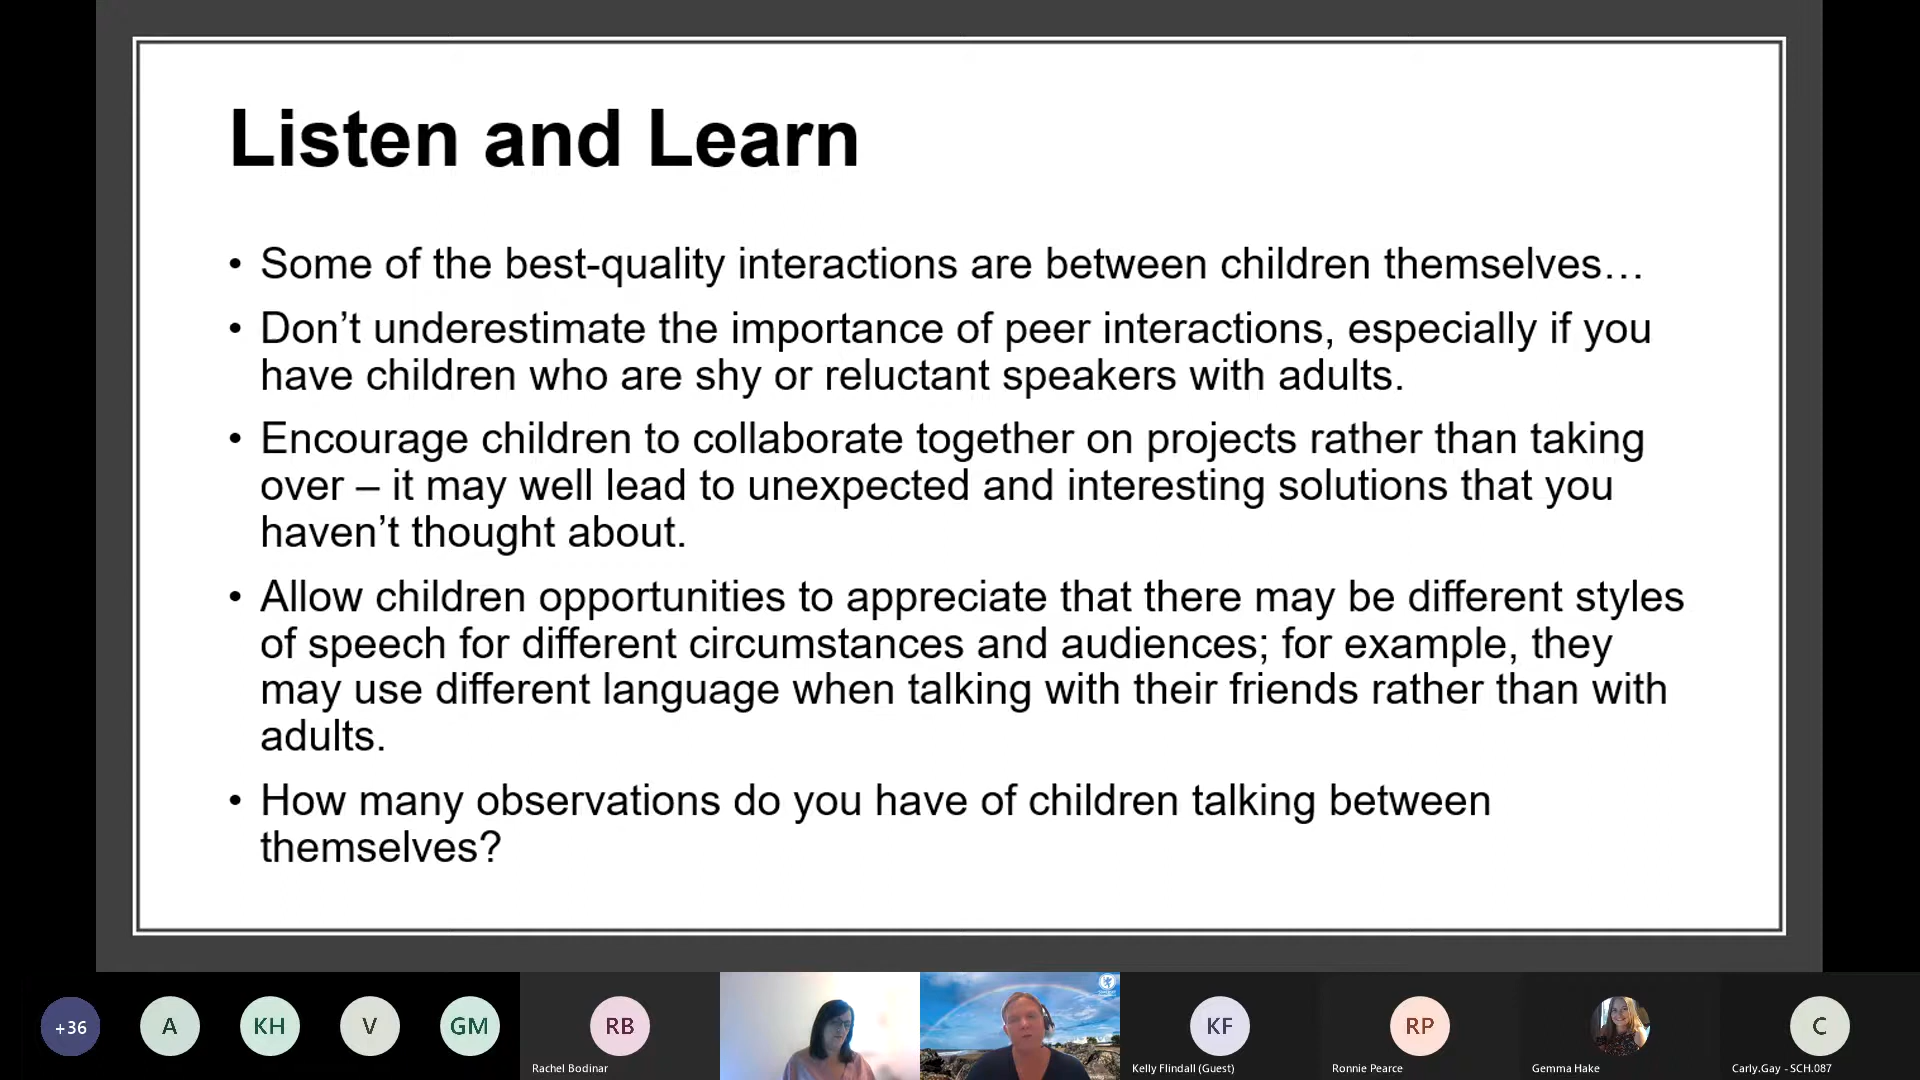 Listen and Learn
• Some of the best-quality interactions are between children themselves…
• Don’t underestimate the importance of peer interactions, especially if you
have children who are shy or reluctant speakers with adults.
• Encourage children to collaborate together on projects rather than taking
over – it may well lead to unexpected and interesting solutions that you
haven’t thought about.
• Allow children opportunities to appreciate that there may be different styles
of speech for different circumstances and audiences; for example, they
may use different language when talking with their friends rather than with
adults.
• How many observations do you have of children talking between
themselves?
+36
A
KH
V
GM
RB
KF
RP
C
Rachel Bodinar
Kelly Flindall (Guest)
Ronnie Pearce
Gemma Hake
Carly.Gay - SCH.087